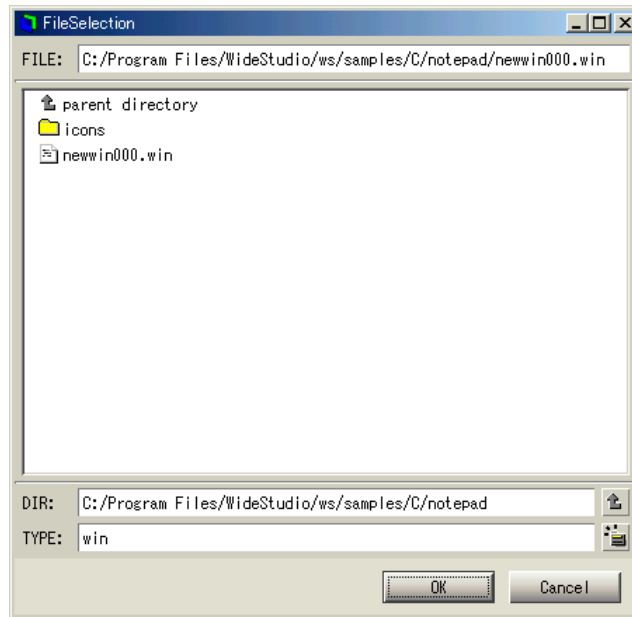 FileSelection
FILE: C:/Program Files/WideStudio/ws/samples/C/notepad/newwin000.win
parent directory
icons
newwin000.win
DIR: C:/Program Files/WideStudio/ws/samples/C/notepad
TYPE: win
OK Cancel